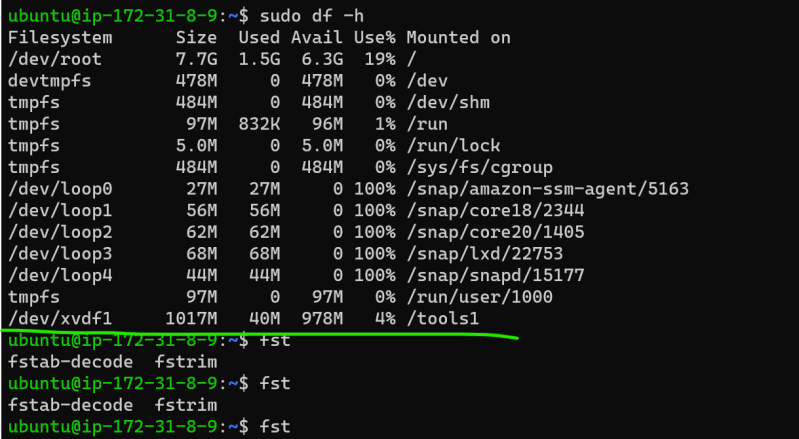 ubuntu@ip-172-31-8-9:~$ sudo df -h
Filesystem      Size  Used Avail Use% Mounted on
/dev/root       7.7G  1.5G  6.3G  19% /
devtmpfs        478M     0  478M   0% /dev
tmpfs           484M     0  484M   0% /dev/shm
tmpfs            97M  832K   96M   1% /run
tmpfs           5.0M     0  5.0M   0% /run/lock
tmpfs           484M     0  484M   0% /sys/fs/cgroup
/dev/loop0       27M   27M     0 100% /snap/amazon-ssm-agent/5163
/dev/loop1       56M   56M     0 100% /snap/core18/2344
/dev/loop2       62M   62M     0 100% /snap/core20/1405
/dev/loop3       68M   68M     0 100% /snap/lxd/22753
/dev/loop4       44M   44M     0 100% /snap/snapd/15177
tmpfs            97M     0   97M   0% /run/user/1000
/dev/xvdf1     1017M   40M  978M   4% /tools1
ubuntu@ip-172-31-8-9:~$ fst
fstab-decode  fstrim
ubuntu@ip-172-31-8-9:~$ fst
fstab-decode  fstrim
ubuntu@ip-172-31-8-9:~$ fst